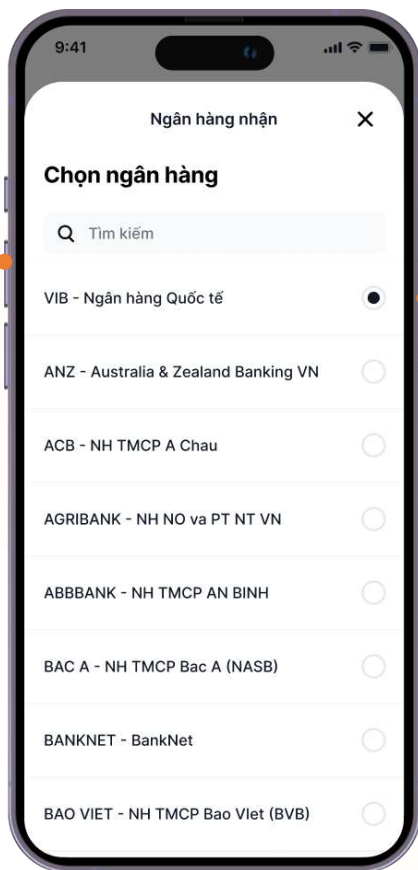 9:41
Ngân hàng nhận
Chọn ngân hàng
Tìm kiếm
VIB - Ngân hàng Quốc tế
ANZ - Australia & Zealand Banking VN
ACB - NH TMCP A Chau
AGRIBANK - NH NO va PT NT VN
ABBBANK - NH TMCP AN BINH
BAC A - NH TMCP Bac A (NASB)
BANKNET - BankNet
BAO VIET - NH TMCP Bao VIet (BVB)